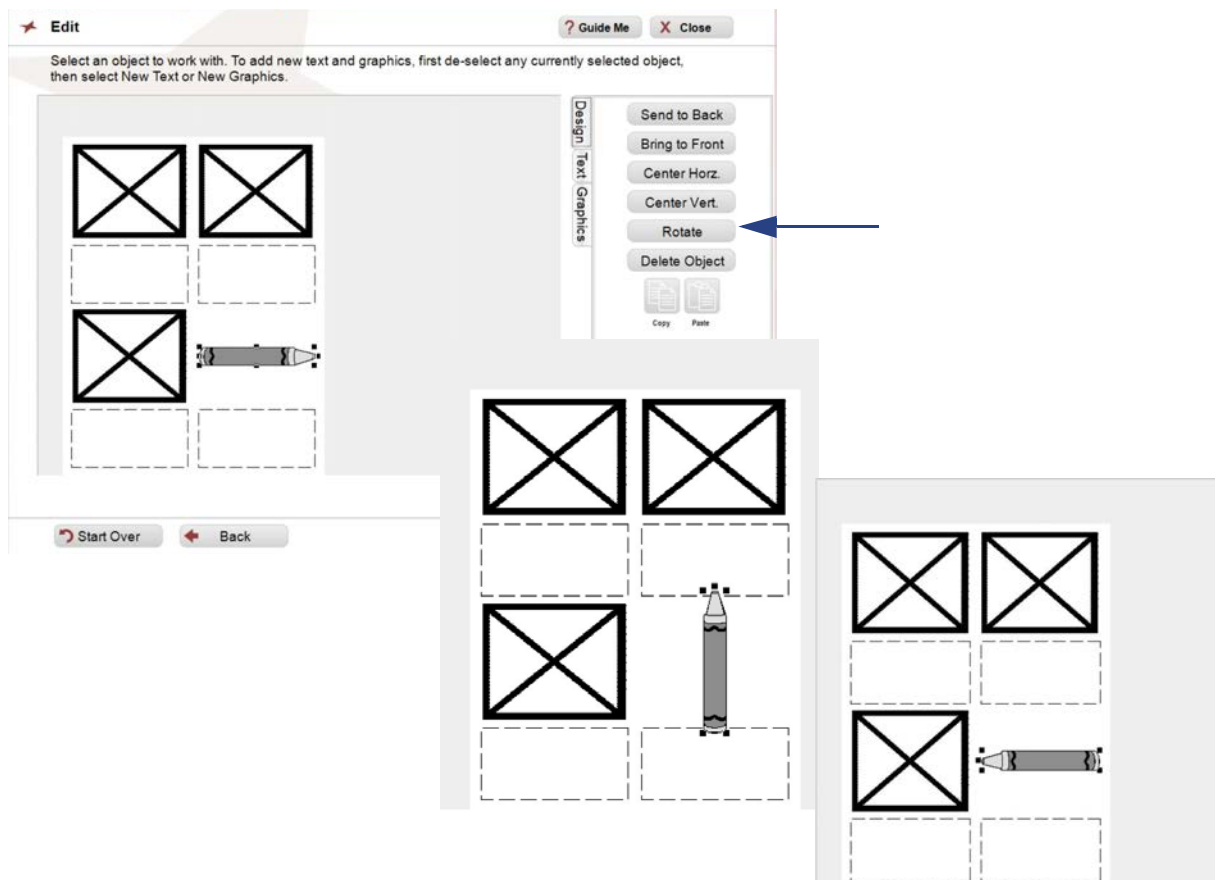 Edit
? Guide Me
X Close
Select an object to work with. To add new text and graphics, first de-select any currently selected object,
then select New Text or New Graphics.
Design
Text
Graphics
Send to Back
Bring to Front
Center Horz.
Center Vert.
Rotate
Delete Object
Copy
Paste
Start Over
Back